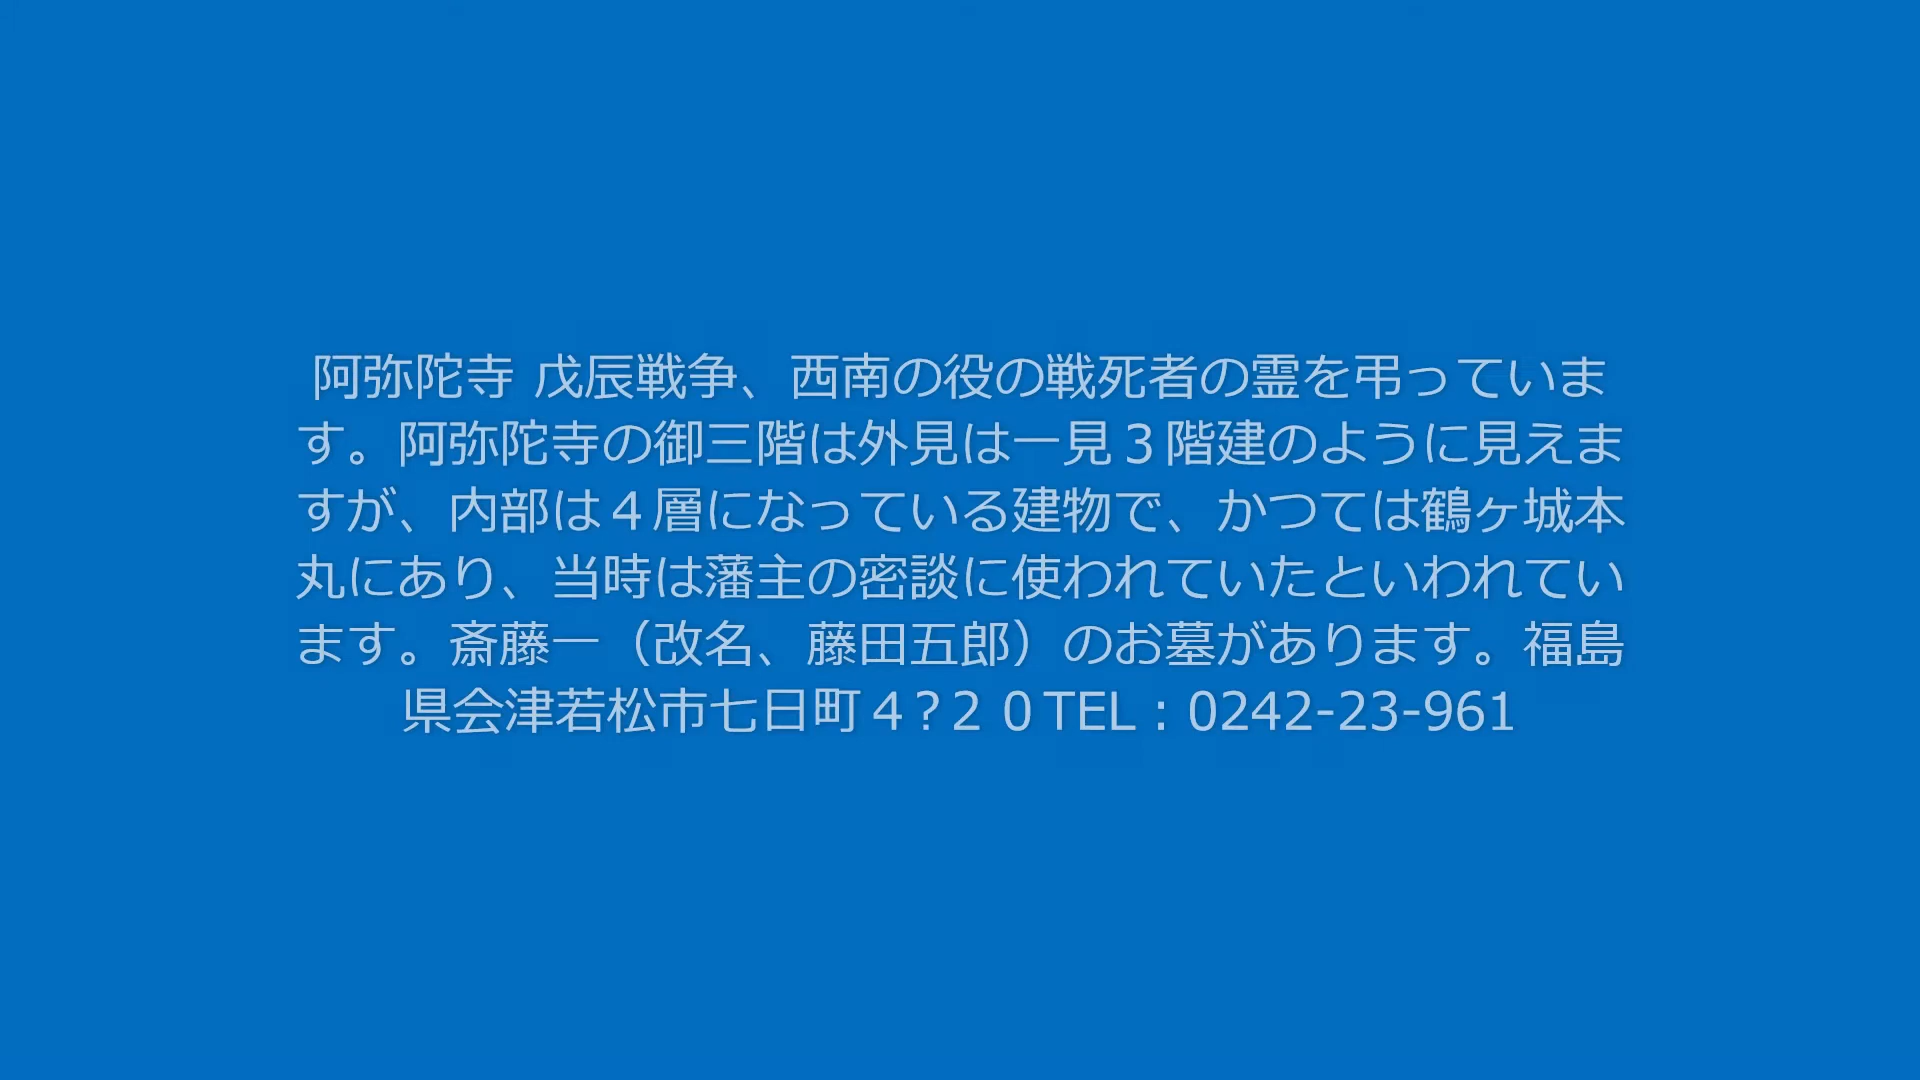 阿弥陀寺 戊辰戦争、西南の役の戦死者の霊を弔っていま
す。阿弥陀寺の御三階は外見は一見３階建のように見えま
すが、内部は４層になっている建物で、かつては鶴ヶ城本
丸にあり、当時は藩主の密談に使われていたといわれてい
ます。斎藤一（改名、藤田五郎）のお墓があります。福島
県会津若松市七日町４?２０TEL：0242-23-961